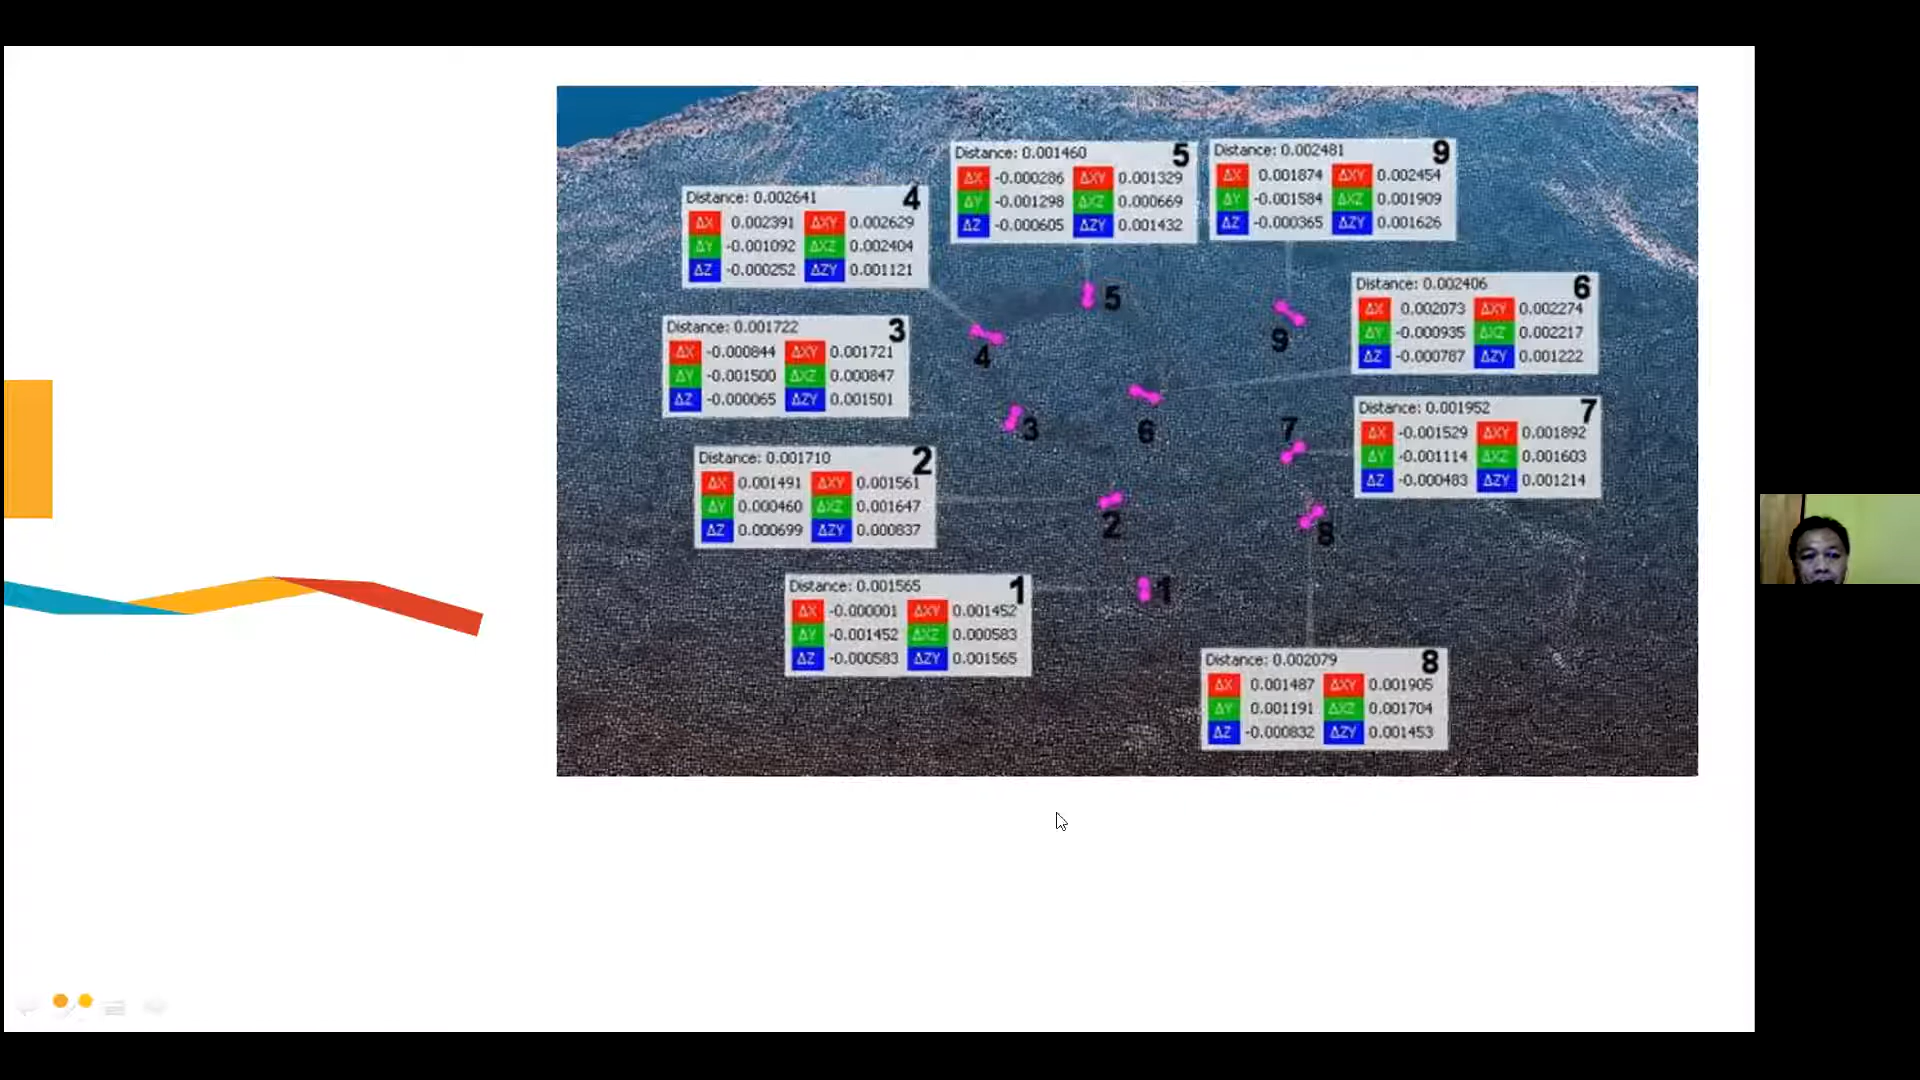 Distance: 0.001460 5
ΔX -0.000286 ΔXY 0.001329
ΔY -0.001298 ΔXZ 0.000669
ΔZ -0.000605 ΔZY 0.001432
Distance: 0.002481 9
ΔX 0.001874 ΔXY 0.002454
ΔY -0.001584 ΔXZ 0.001909
ΔZ -0.000365 ΔZY 0.001626
Distance: 0.002641 4
ΔX 0.002391 ΔXY 0.002629
ΔY -0.001092 ΔXZ 0.002404
ΔZ -0.000252 ΔZY 0.001121
Distance: 0.002406 6
ΔX 0.002073 ΔXY 0.002274
ΔY -0.000935 ΔXZ 0.002217
ΔZ -0.000787 ΔZY 0.001222
Distance: 0.001722 3
ΔX -0.000844 ΔXY 0.001721
ΔY -0.001500 ΔXZ 0.000847
ΔZ -0.000065 ΔZY 0.001501
Distance: 0.001952 7
ΔX -0.001529 ΔXY 0.001892
ΔY -0.001114 ΔXZ 0.001603
ΔZ -0.000483 ΔZY 0.001214
Distance: 0.001710 2
ΔX 0.001491 ΔXY 0.001561
ΔY 0.000460 ΔXZ 0.001647
ΔZ 0.000699 ΔZY 0.000837
Distance: 0.001565 1
ΔX -0.000001 ΔXY 0.001452
ΔY -0.001452 ΔXZ 0.000583
ΔZ -0.000583 ΔZY 0.001565
Distance: 0.002079 8
ΔX 0.001487 ΔXY 0.001905
ΔY 0.001191 ΔXZ 0.001704
ΔZ -0.000832 ΔZY 0.001453
5
9
4
3
6
7
2
8
1